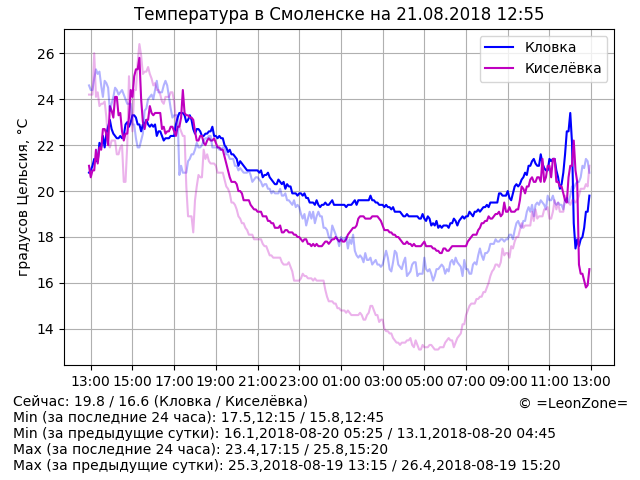 Температура в Смоленске на 21.08.2018 12:55
Кловка
Киселёвка
градусов Цельсия, °C
26
24
22
20
18
16
14
13:00 15:00 17:00 19:00 21:00 23:00 01:00 03:00 05:00 07:00 09:00 11:00 13:00
Сейчас: 19.8 / 16.6 (Кловка / Киселёвка)
© =LeonZone=
Min (за последние 24 часа): 17.5,12:15 / 15.8,12:45
Min (за предыдущие сутки): 16.1,2018-08-20 05:25 / 13.1,2018-08-20 04:45
Max (за последние 24 часа): 23.4,17:15 / 25.8,15:20
Max (за предыдущие сутки): 25.3,2018-08-19 13:15 / 26.4,2018-08-19 15:20